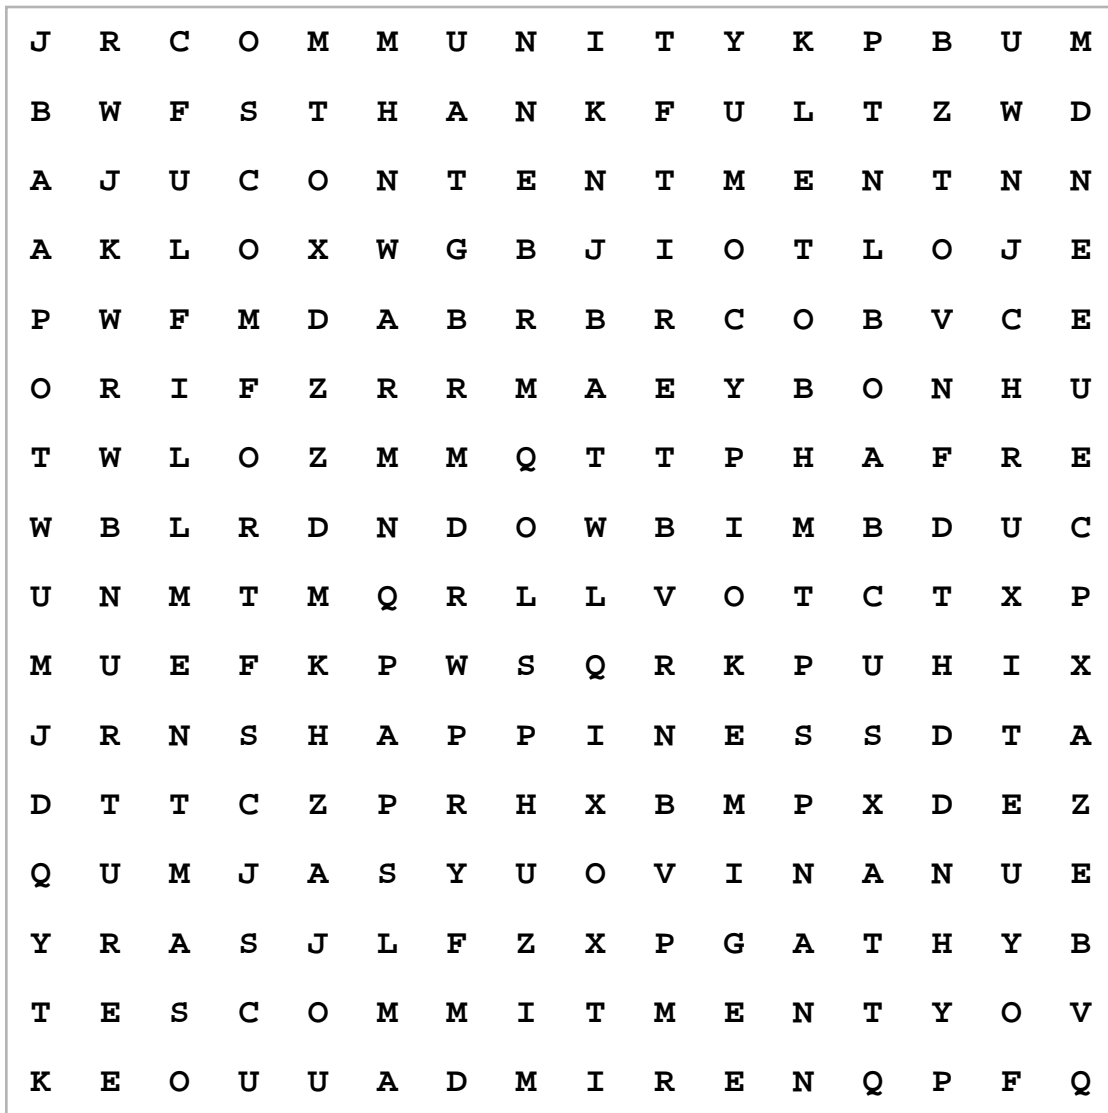 J R C O M M U N I T Y K P B U M
B W F S T H A N K F U L T Z W D
A J U C O N T E N T M E N T N N
A K L O X W G B J I O T L O J E
P W F M D A B R B R C O B V C E
O R I F Z R R M A E Y B O N H U
T W L O Z M M Q T T P H A F R E
W B L R D N D O W B I M B D U C
U N M T M Q R L L V O T C T X P
M U E F K P W S Q R K P U H I X
J R N S H A P P I N E S S D T A
D T T C Z P R H X B M P X D E Z
Q U M J A S Y U O V I N A N U E
Y R A S J L F Z X P G A T H Y B
T E S C O M M I T M E N T Y O V
K E O U U A D M I R E N Q P F Q